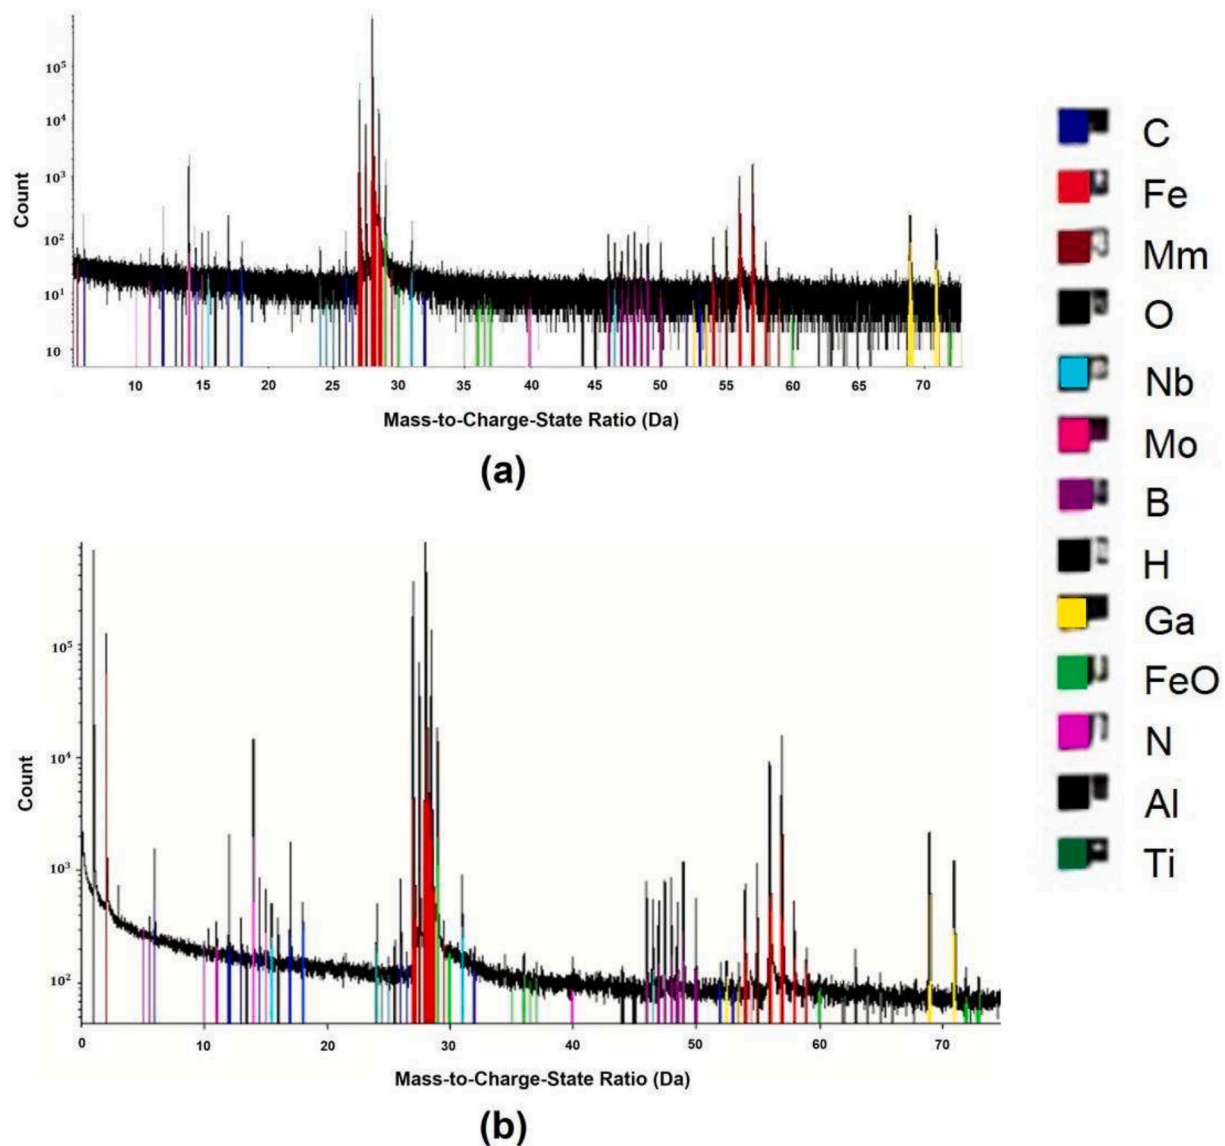 10⁵
10⁴
10³
10²
10¹
10
Count
10 15 20 25 30 35 40 45 50 55 60 65 70
Mass-to-Charge-State Ratio (Da)
(a)
C
Fe
Mm
O
Nb
Mo
B
H
Ga
FeO
N
Al
Ti
10⁵
10⁴
10³
10²
Count
0 10 20 30 40 50 60 70
Mass-to-Charge-State Ratio (Da)
(b)